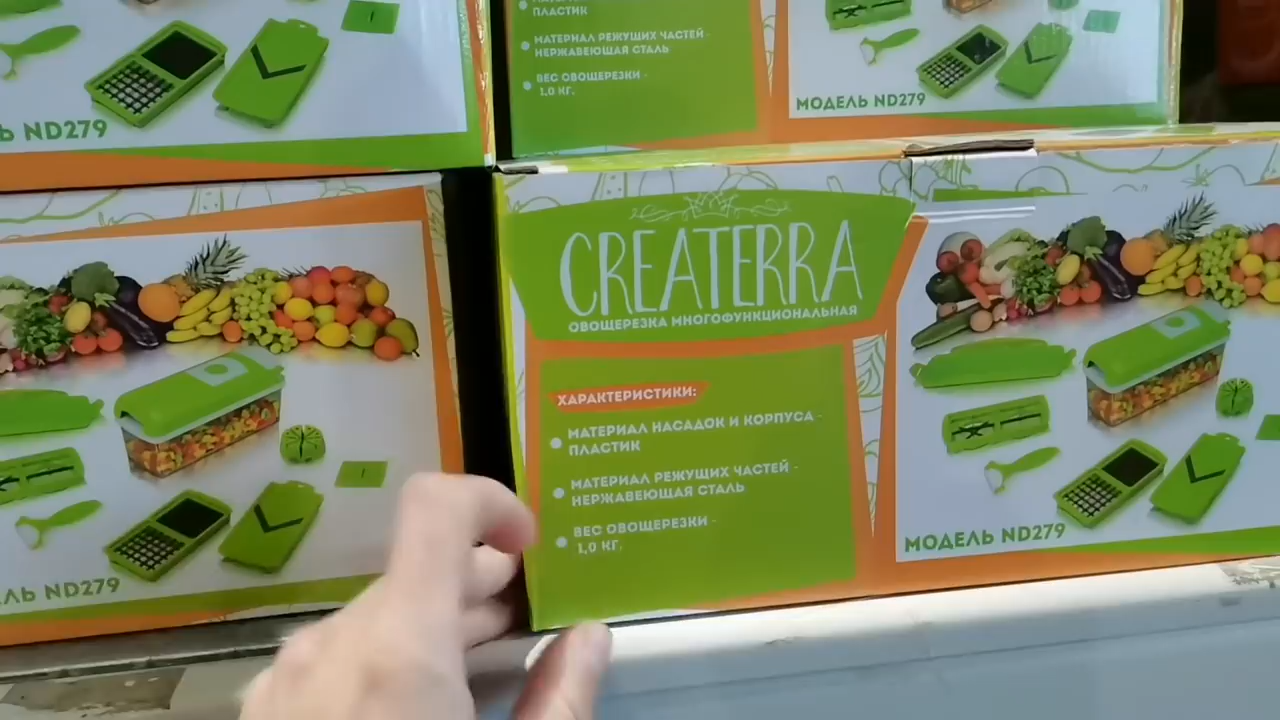 ПЛАСТИК
МАТЕРИАЛ РЕЖУЩИХ ЧАСТЕЙ -
НЕРЖАВЕЮЩАЯ СТАЛЬ
ВЕС ОВОЩЕРЕЗКИ -
1,0 КГ.
МОДЕЛЬ ND279
Ь ND279
CREATERRA
ОВОЩЕРЕЗКА МНОГОФУНКЦИОНАЛЬНАЯ
ХАРАКТЕРИСТИКИ:
МАТЕРИАЛ НАСАДОК И КОРПУСА -
ПЛАСТИК
МАТЕРИАЛ РЕЖУЩИХ ЧАСТЕЙ -
НЕРЖАВЕЮЩАЯ СТАЛЬ
ВЕС ОВОЩЕРЕЗКИ -
1,0 КГ.
МОДЕЛЬ ND279
ЛЬ ND279